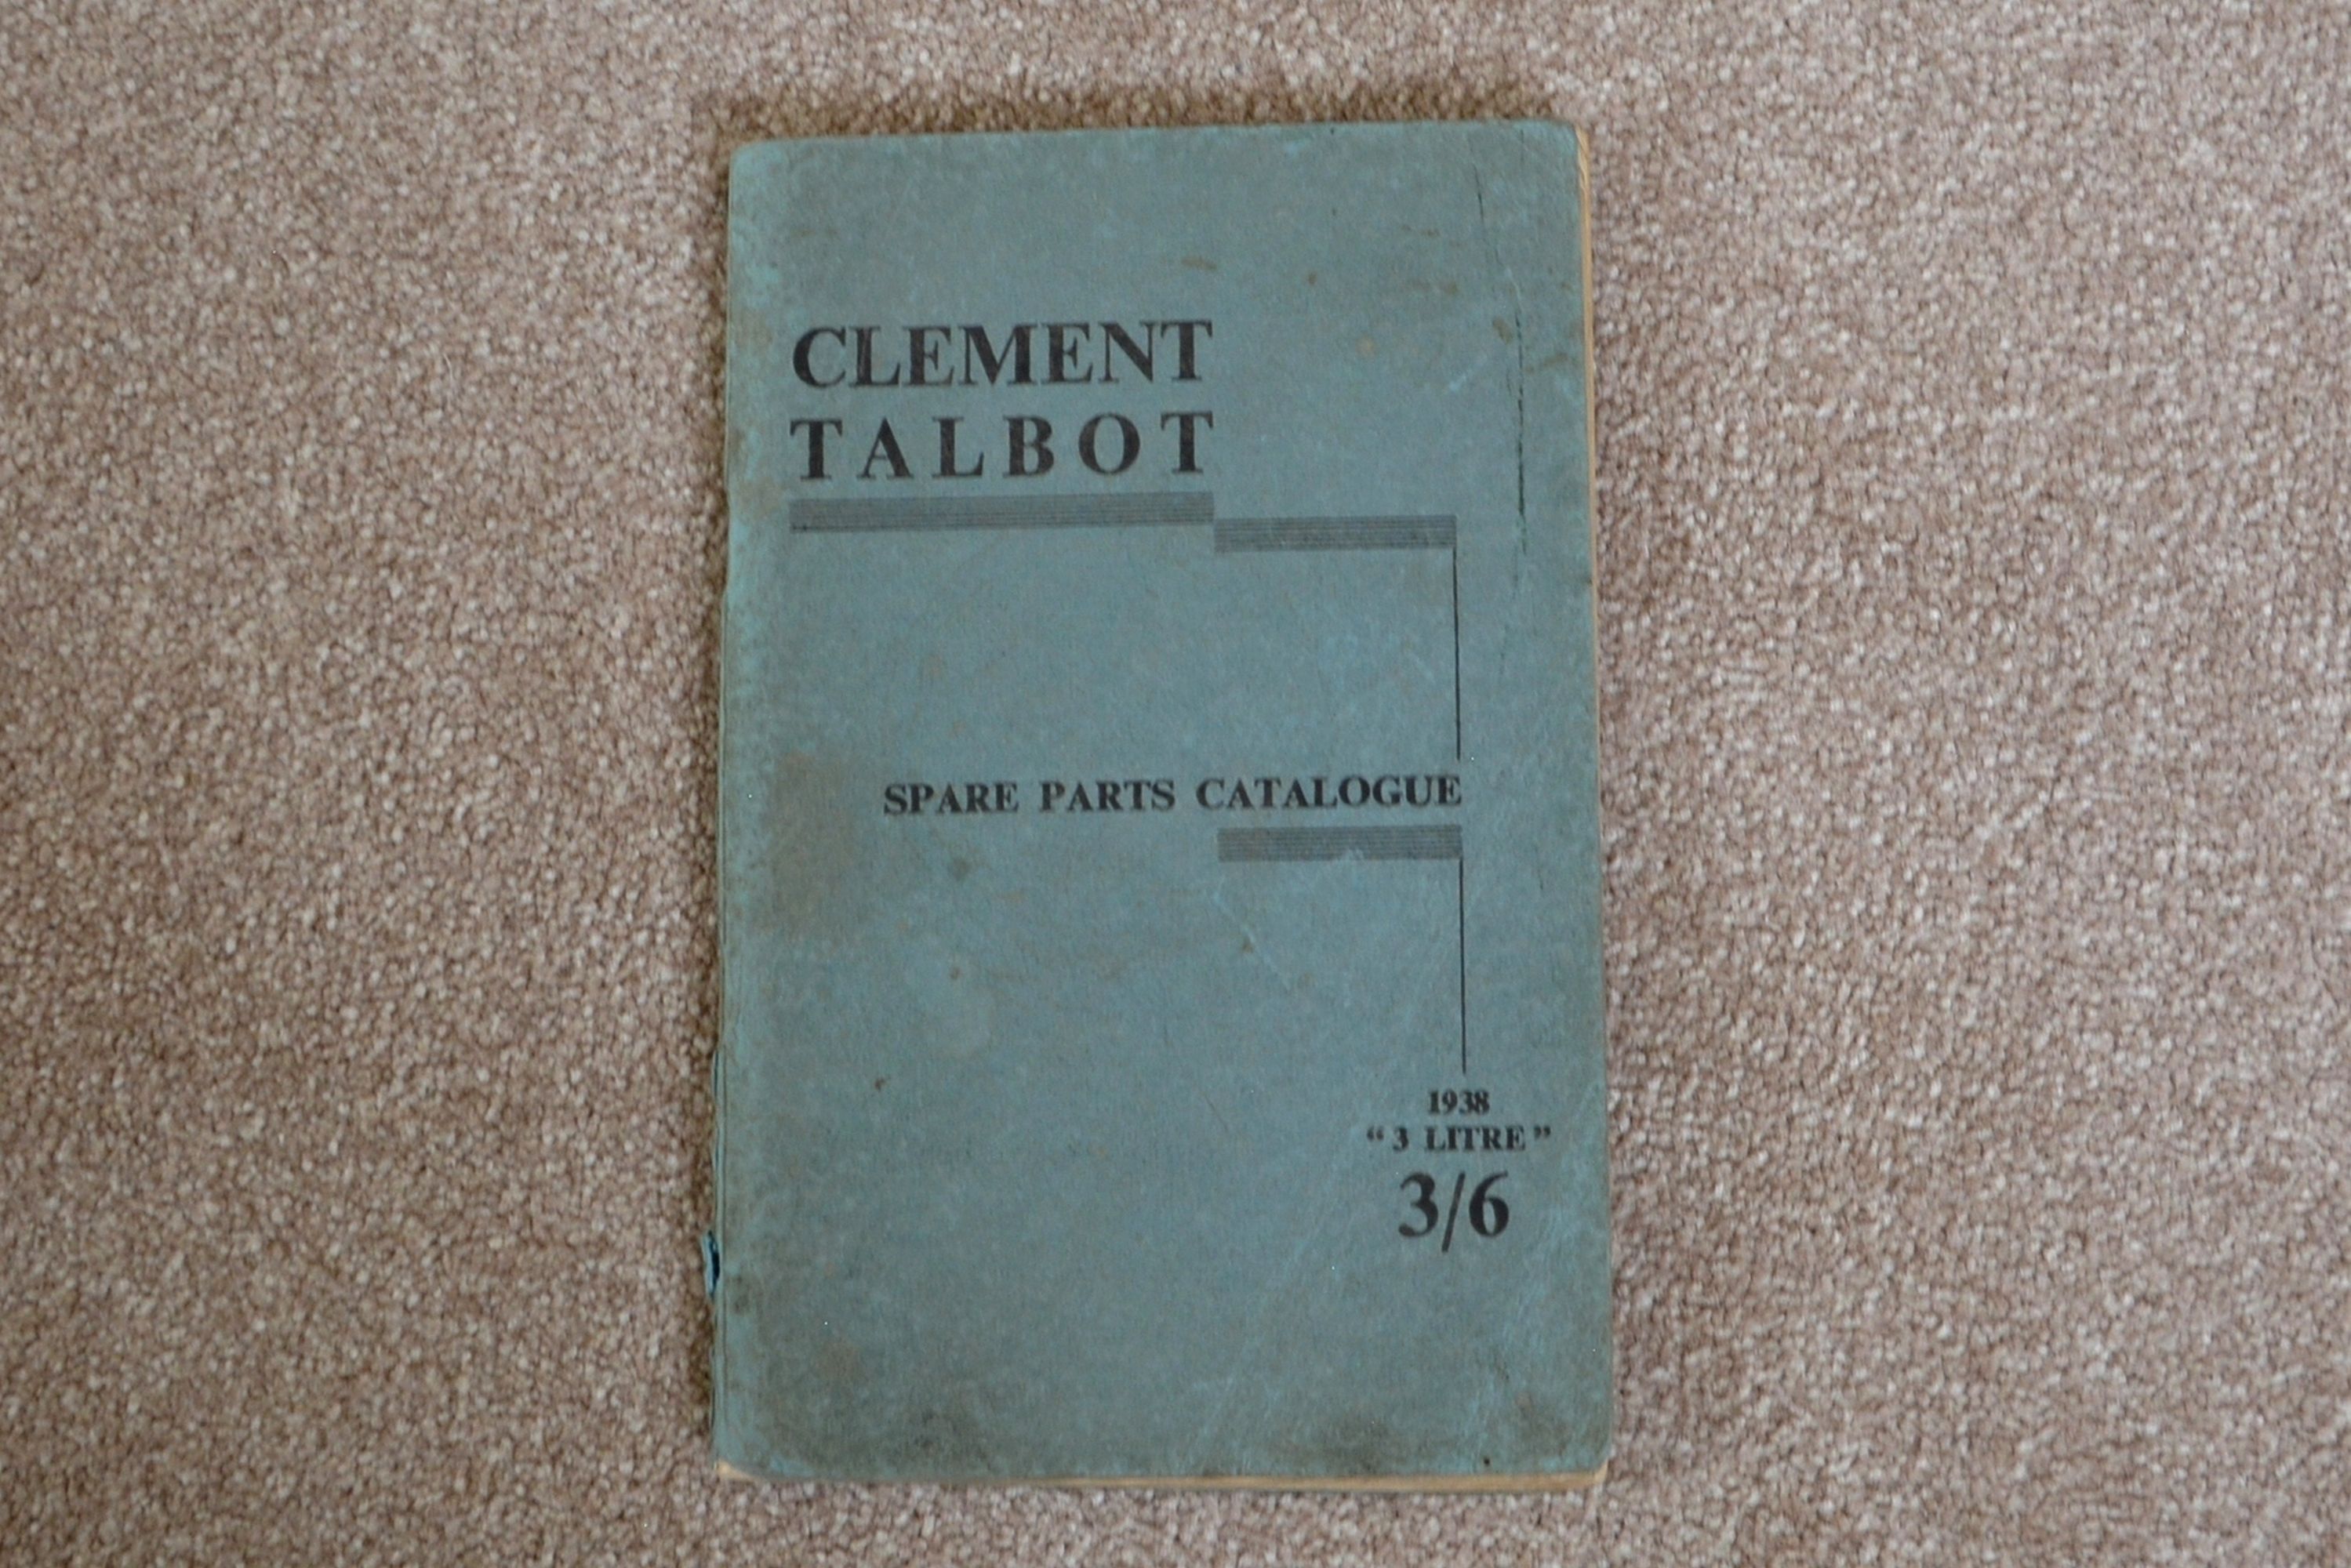 CLEMENT
TALBOT
SPARE PARTS CATALOGUE
1938
“ 3 LITRE ”
3/6